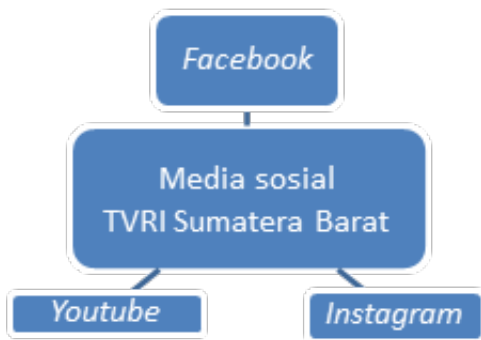 Facebook
Media sosial
TVRI Sumatera Barat
Youtube
Instagram